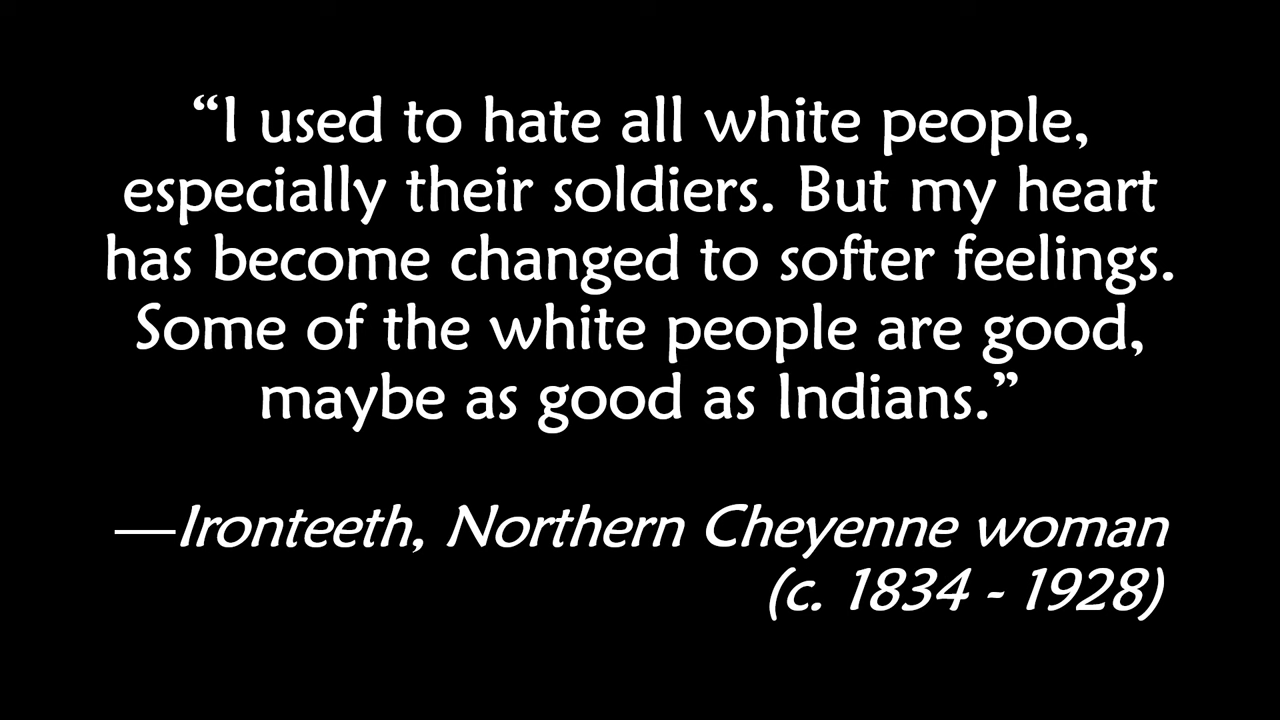 “I used to hate all white people,
especially their soldiers. But my heart
has become changed to softer feelings.
Some of the white people are good,
maybe as good as Indians.”
—Ironteeth, Northern Cheyenne woman
(c. 1834 - 1928)